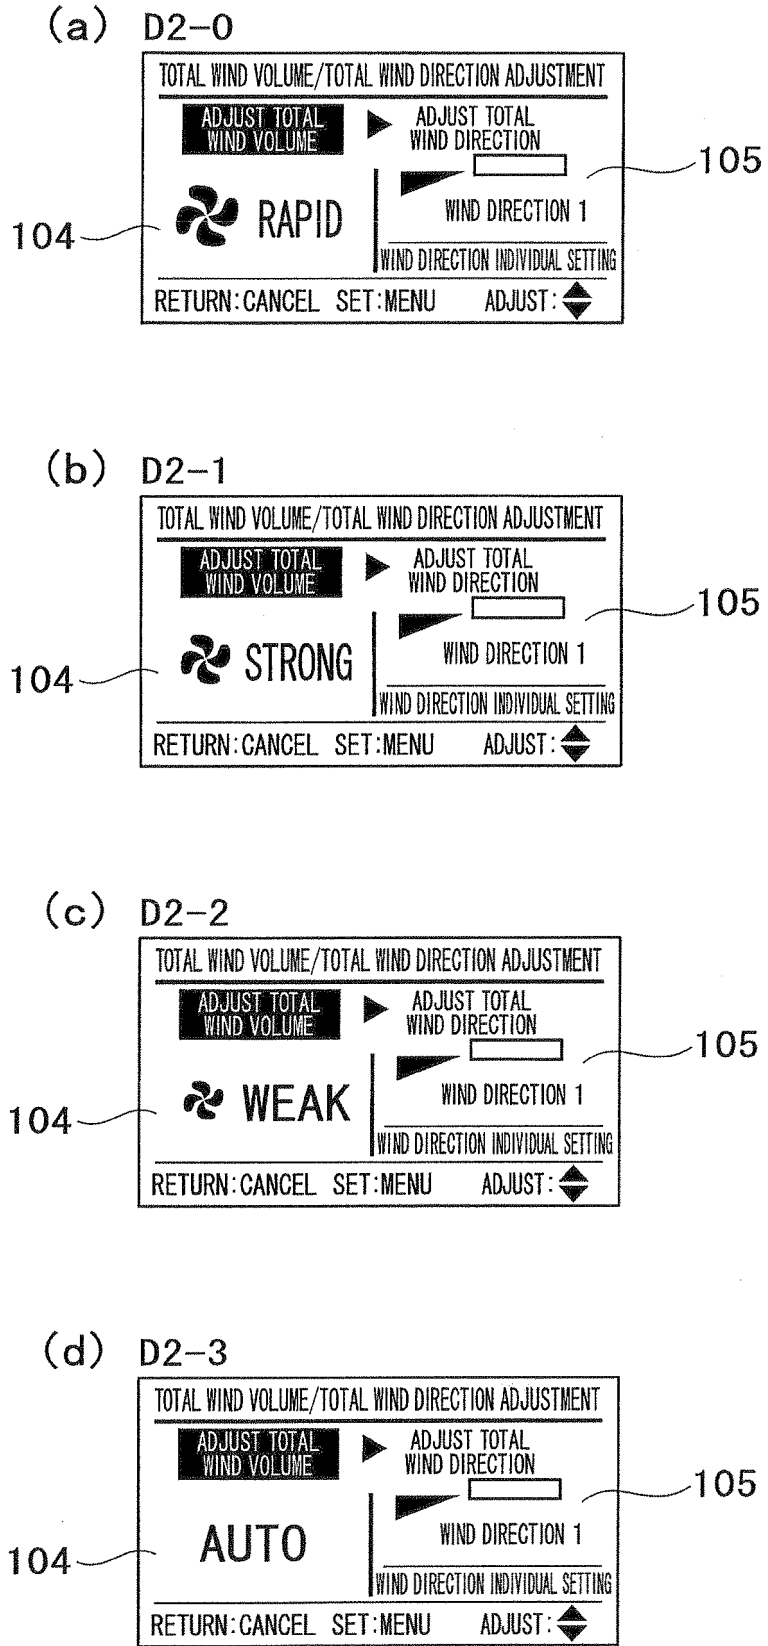 (a) D2-0
TOTAL WIND VOLUME/TOTAL WIND DIRECTION ADJUSTMENT
ADJUST TOTAL
WIND VOLUME
ADJUST TOTAL
WIND DIRECTION
105
104
RAPID
WIND DIRECTION 1
WIND DIRECTION INDIVIDUAL SETTING
RETURN:CANCEL SET:MENU ADJUST:
(b) D2-1
TOTAL WIND VOLUME/TOTAL WIND DIRECTION ADJUSTMENT
ADJUST TOTAL
WIND VOLUME
ADJUST TOTAL
WIND DIRECTION
105
104
STRONG
WIND DIRECTION 1
WIND DIRECTION INDIVIDUAL SETTING
RETURN:CANCEL SET:MENU ADJUST:
(c) D2-2
TOTAL WIND VOLUME/TOTAL WIND DIRECTION ADJUSTMENT
ADJUST TOTAL
WIND VOLUME
ADJUST TOTAL
WIND DIRECTION
105
104
WEAK
WIND DIRECTION 1
WIND DIRECTION INDIVIDUAL SETTING
RETURN:CANCEL SET:MENU ADJUST:
(d) D2-3
TOTAL WIND VOLUME/TOTAL WIND DIRECTION ADJUSTMENT
ADJUST TOTAL
WIND VOLUME
ADJUST TOTAL
WIND DIRECTION
105
104
AUTO
WIND DIRECTION 1
WIND DIRECTION INDIVIDUAL SETTING
RETURN:CANCEL SET:MENU ADJUST: